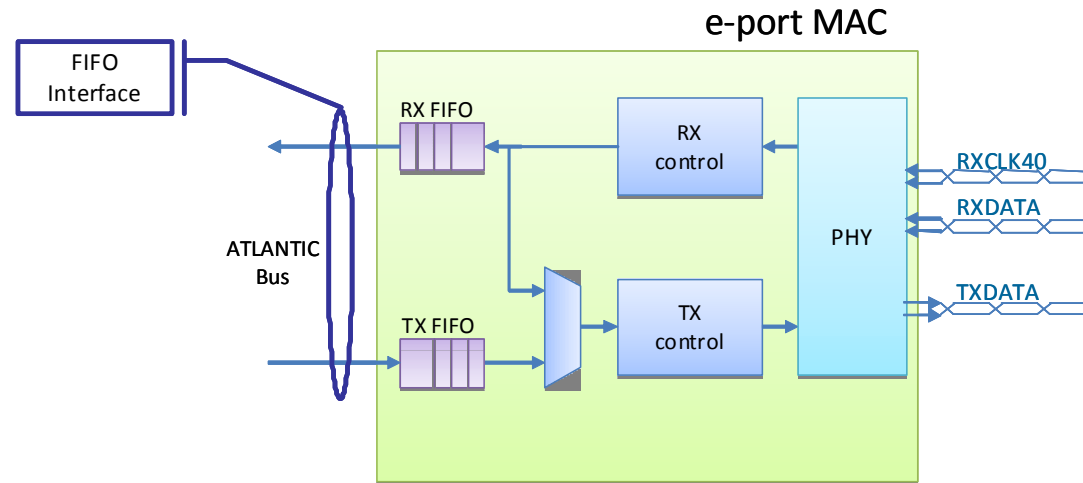 e-port MAC
FIFO
Interface
RX FIFO
RX
control
RXCLK40
RXDATA
PHY
ATLANTIC
Bus
TXDATA
TX FIFO
TX
control